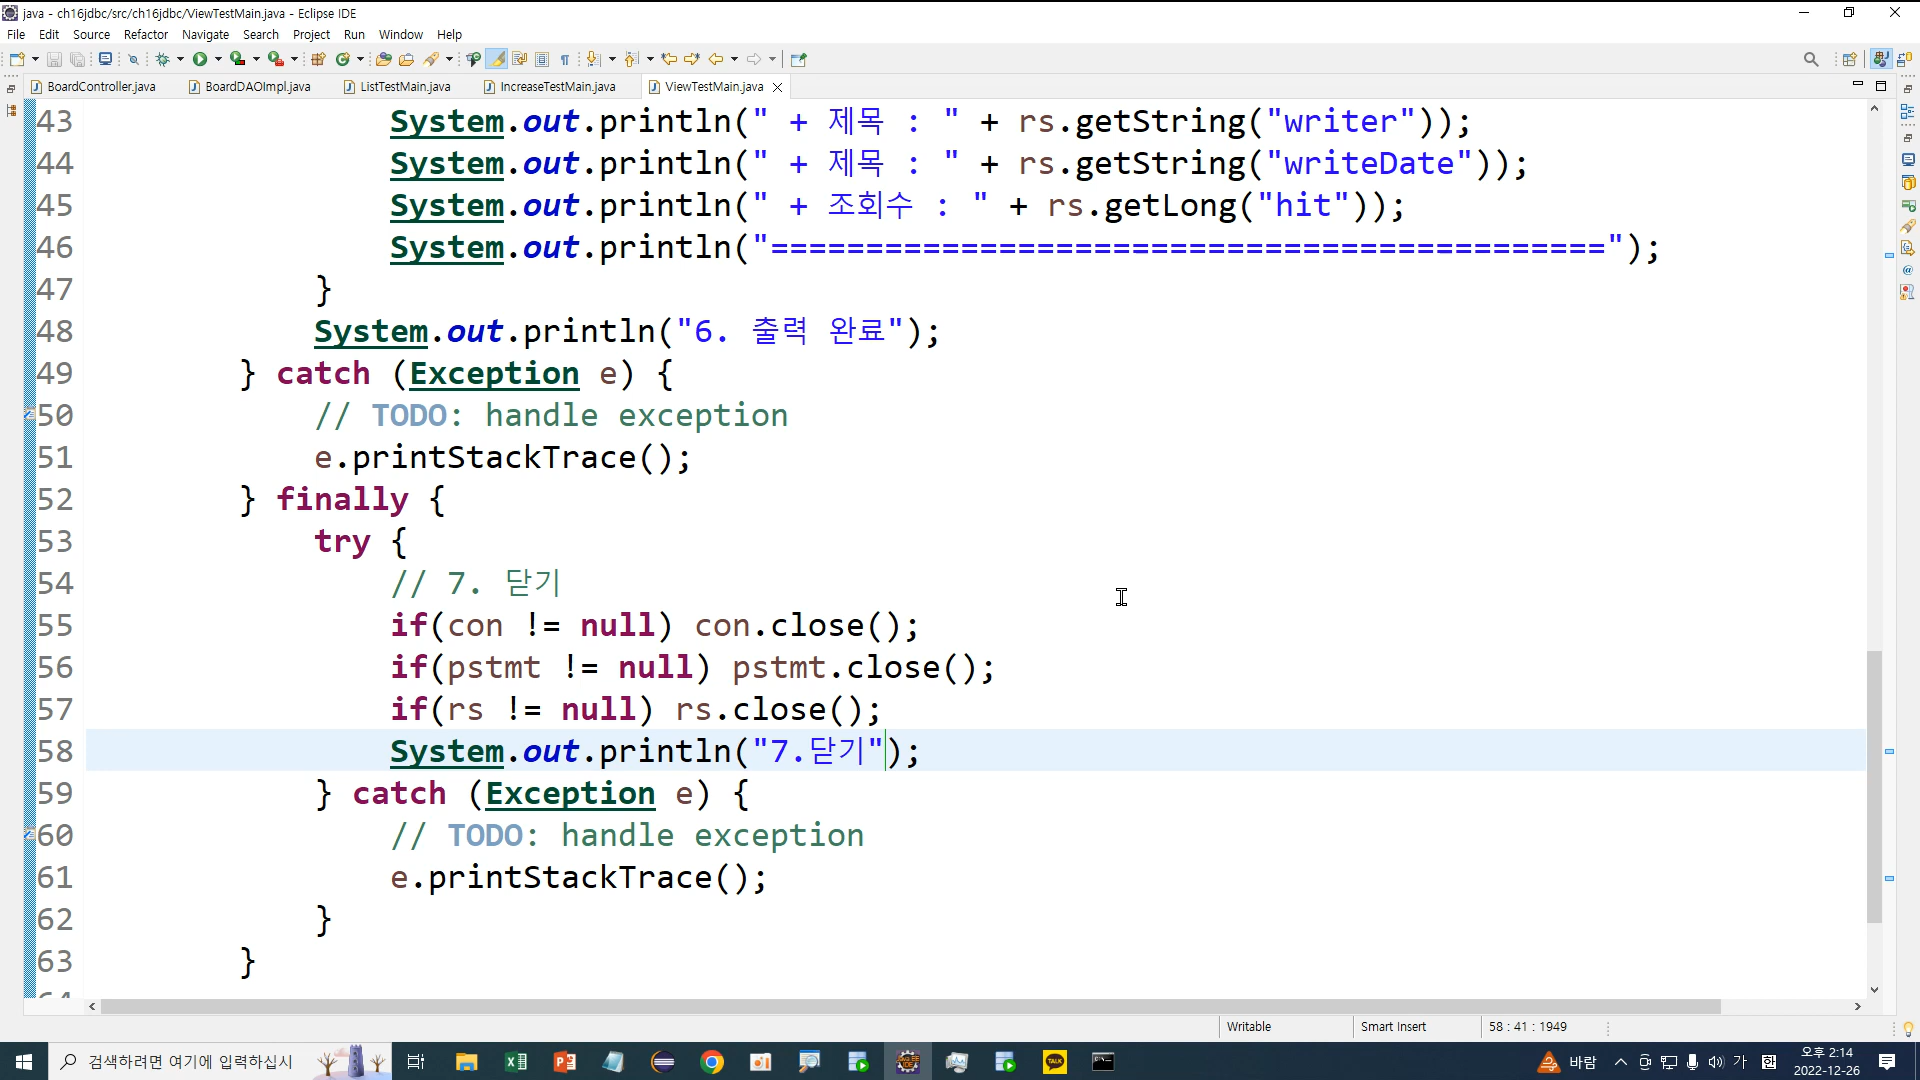 java - ch16jdbc/src/ch16jdbc/ViewTestMain.java - Eclipse IDE
File Edit Source Refactor Navigate Search Project Run Window Help
BoardController.java BoardDAOImpl.java ListTestMain.java IncreaseTestMain.java ViewTestMain.java
43 System.out.println(" + 제목 : " + rs.getString("writer"));
44 System.out.println(" + 제목 : " + rs.getString("writeDate"));
45 System.out.println(" + 조회수 : " + rs.getLong("hit"));
46 System.out.println("============================================");
47 }
48 System.out.println("6. 출력 완료");
49 } catch (Exception e) {
50 // TODO: handle exception
51 e.printStackTrace();
52 } finally {
53 try {
54 // 7. 닫기
55 if(con != null) con.close();
56 if(pstmt != null) pstmt.close();
57 if(rs != null) rs.close();
58 System.out.println("7.닫기");
59 } catch (Exception e) {
60 // TODO: handle exception
61 e.printStackTrace();
62 }
63 }
Writable Smart Insert 58 : 41 : 1949
검색하려면 여기에 입력하십시
바람 가 오후 2:14
2022-12-26